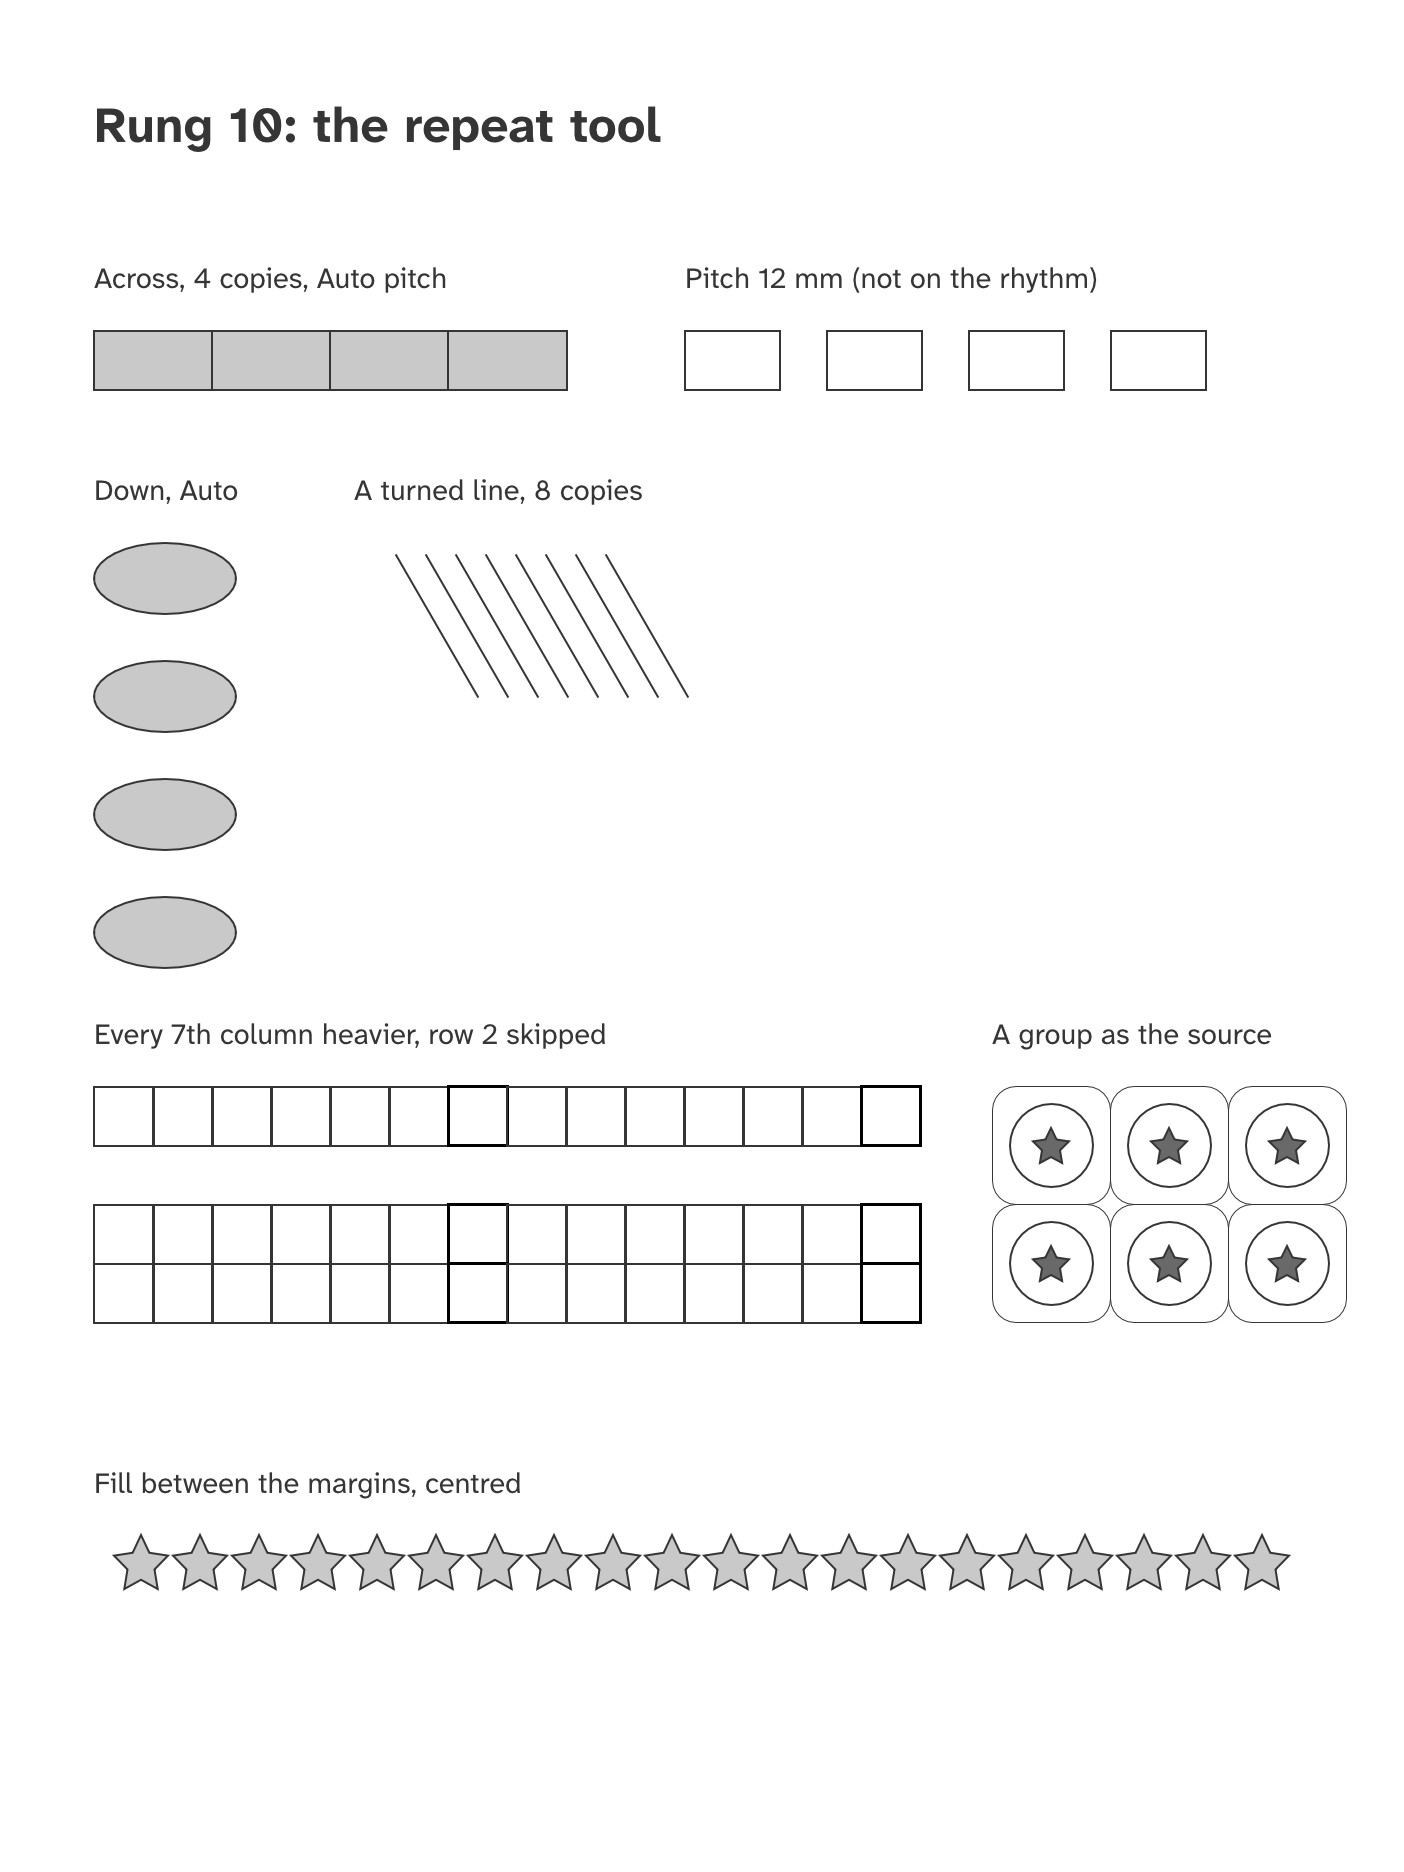 Rung 10: the repeat tool
Across, 4 copies, Auto pitch
Pitch 12 mm (not on the rhythm)
Down, Auto
A turned line, 8 copies
Every 7th column heavier, row 2 skipped
A group as the source
Fill between the margins, centred